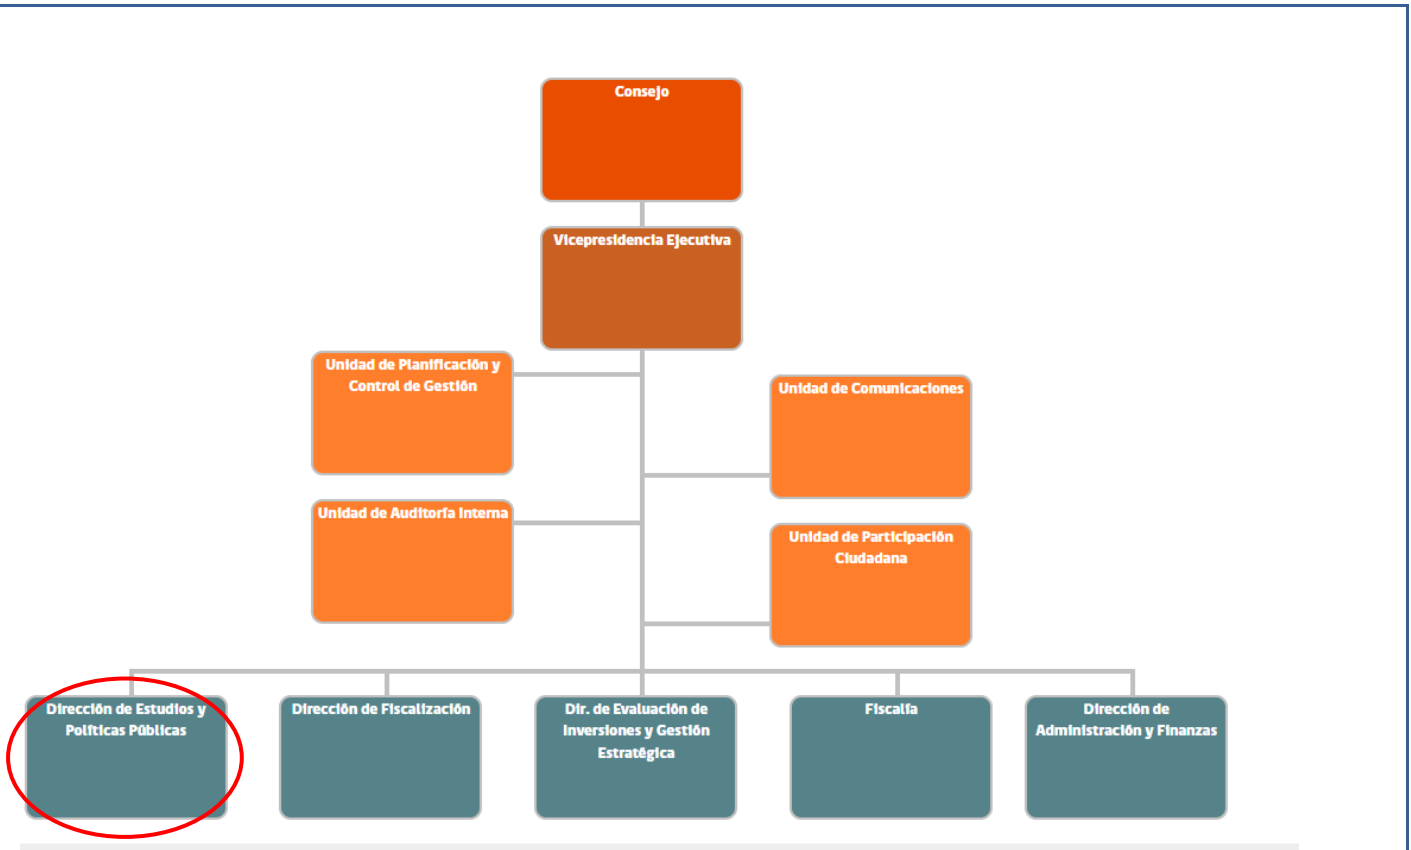 Consejo
Vicepresidencia Ejecutiva
Unidad de Planificación y
Control de Gestión
Unidad de Comunicaciones
Unidad de Auditoría Interna
Unidad de Participación
Ciudadana
Dirección de Estudios y
Políticas Públicas
Dirección de Fiscalización
Dir. de Evaluación de
Inversiones y Gestión
Estratégica
Fiscalía
Dirección de
Administración y Finanzas